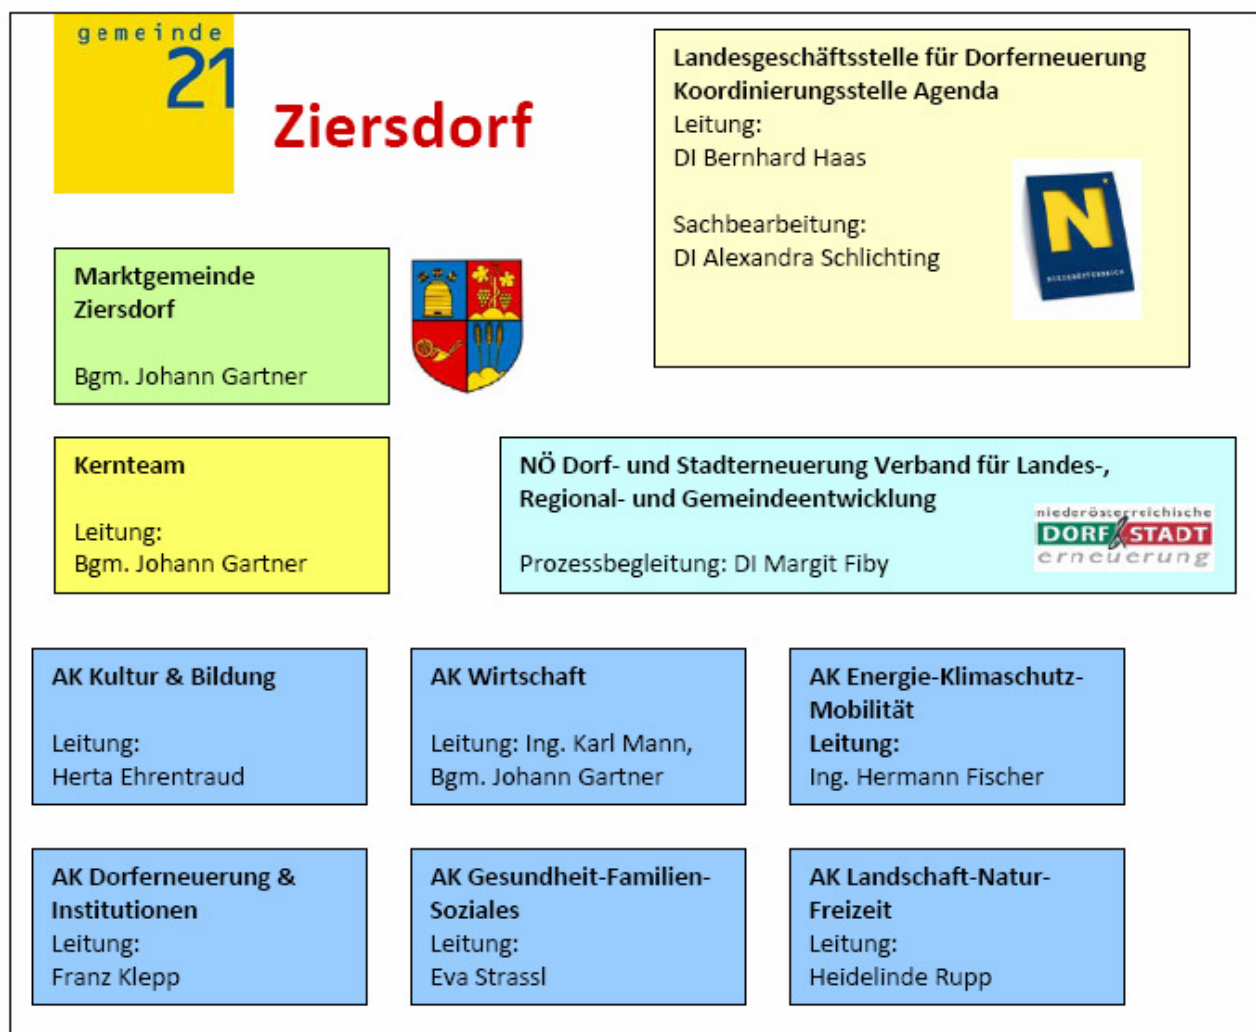 gemeinde
21
Ziersdorf
Landesgeschäftsstelle für Dorferneuerung
Koordinierungsstelle Agenda
Leitung:
DI Bernhard Haas
Sachbearbeitung:
DI Alexandra Schlichting
N
NIEDERÖSTERREICH
Marktgemeinde
Ziersdorf
Bgm. Johann Gartner
Kernteam
Leitung:
Bgm. Johann Gartner
NÖ Dorf- und Stadterneuerung Verband für Landes-,
Regional- und Gemeindeentwicklung
Prozessbegleitung: DI Margit Fiby
niederösterreichische
DORF & STADT
erneuerung
AK Kultur & Bildung
Leitung:
Herta Ehrentraud
AK Wirtschaft
Leitung: Ing. Karl Mann,
Bgm. Johann Gartner
AK Energie-Klimaschutz-
Mobilität
Leitung:
Ing. Hermann Fischer
AK Dorferneuerung &
Institutionen
Leitung:
Franz Klepp
AK Gesundheit-Familien-
Soziales
Leitung:
Eva Strassl
AK Landschaft-Natur-
Freizeit
Leitung:
Heidelinde Rupp